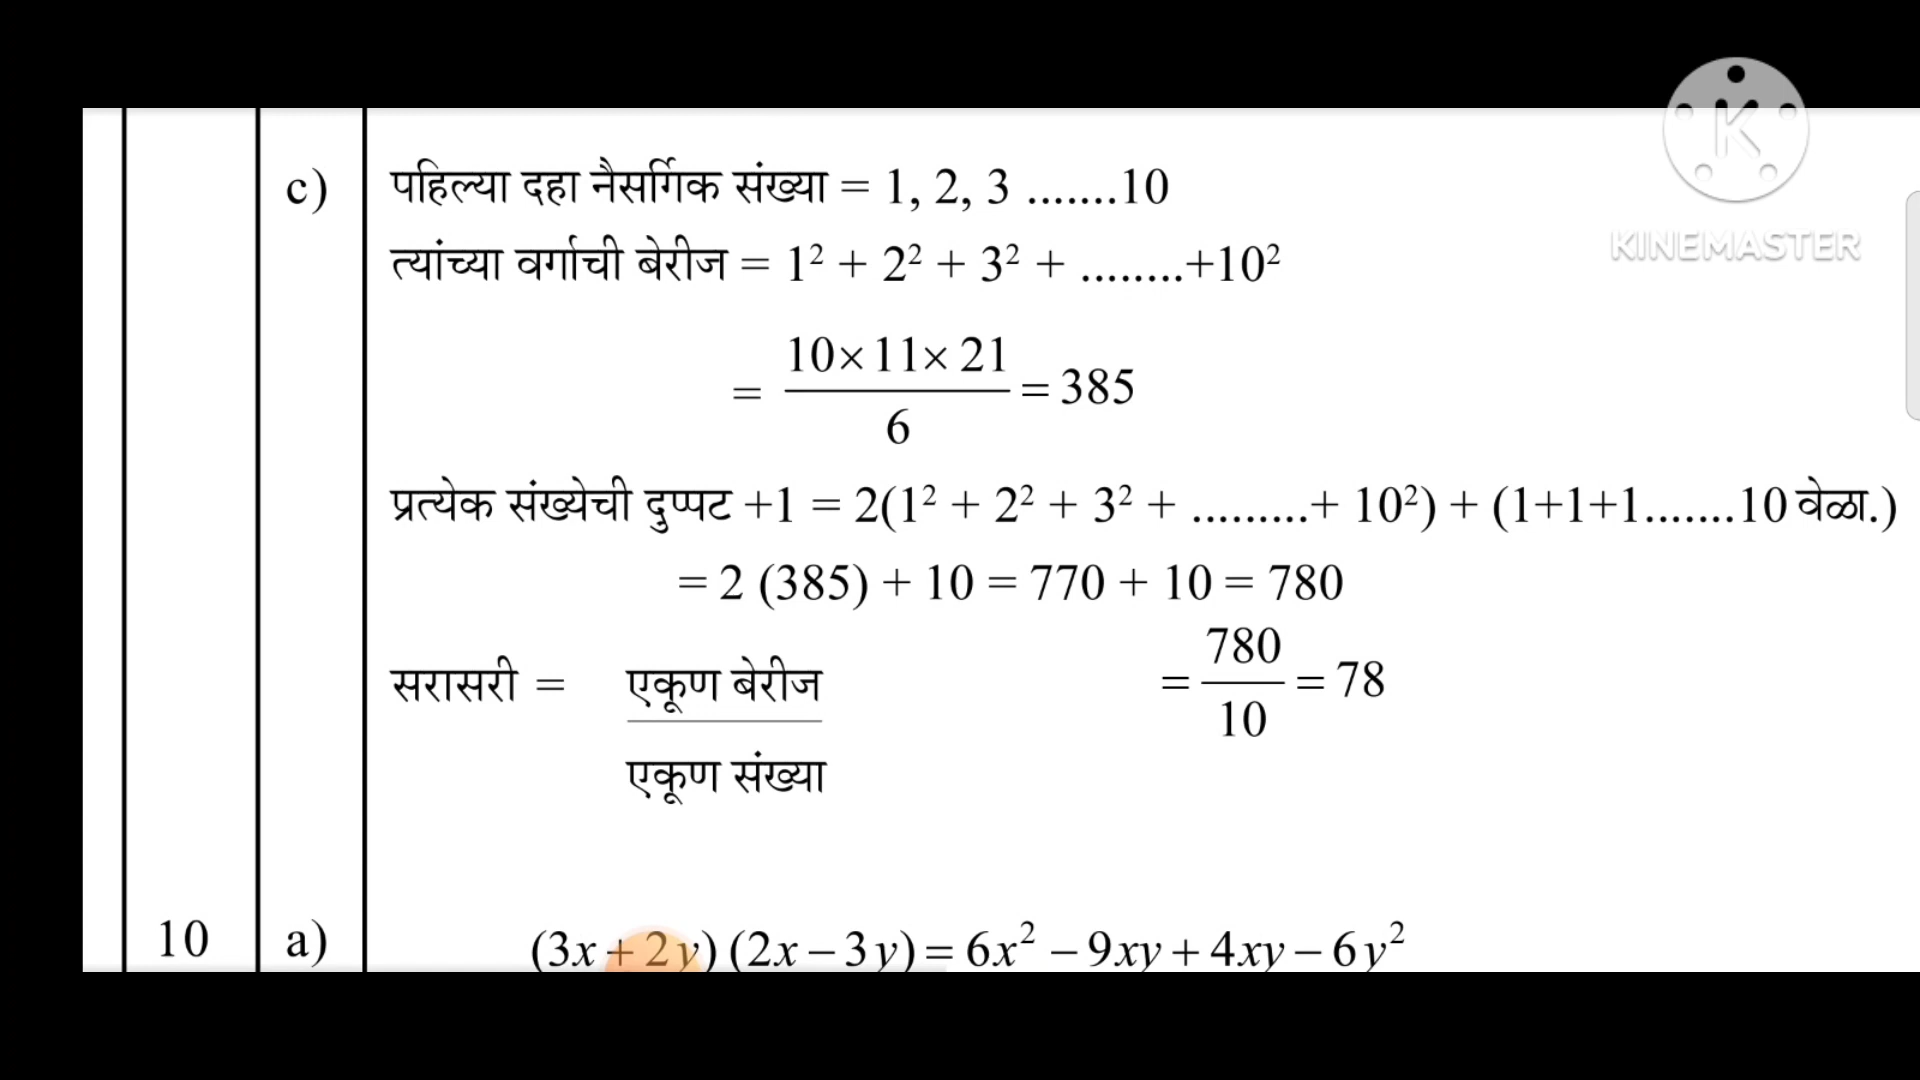 K
KINEMASTER
c) पहिल्या दहा नैसर्गिक संख्या = 1, 2, 3 .......10
त्यांच्या वर्गाची बेरीज = 1² + 2² + 3² + ........+10²
= 10×11×21 / 6 = 385
प्रत्येक संख्येची दुप्पट +1 = 2(1² + 2² + 3² + .........+ 10²) + (1+1+1.......10 वेळा.)
= 2 (385) + 10 = 770 + 10 = 780
सरासरी = एकूण बेरीज / एकूण संख्या = 780 / 10 = 78
10 a) (3x + 2y) (2x – 3y) = 6x² – 9xy + 4xy – 6y²